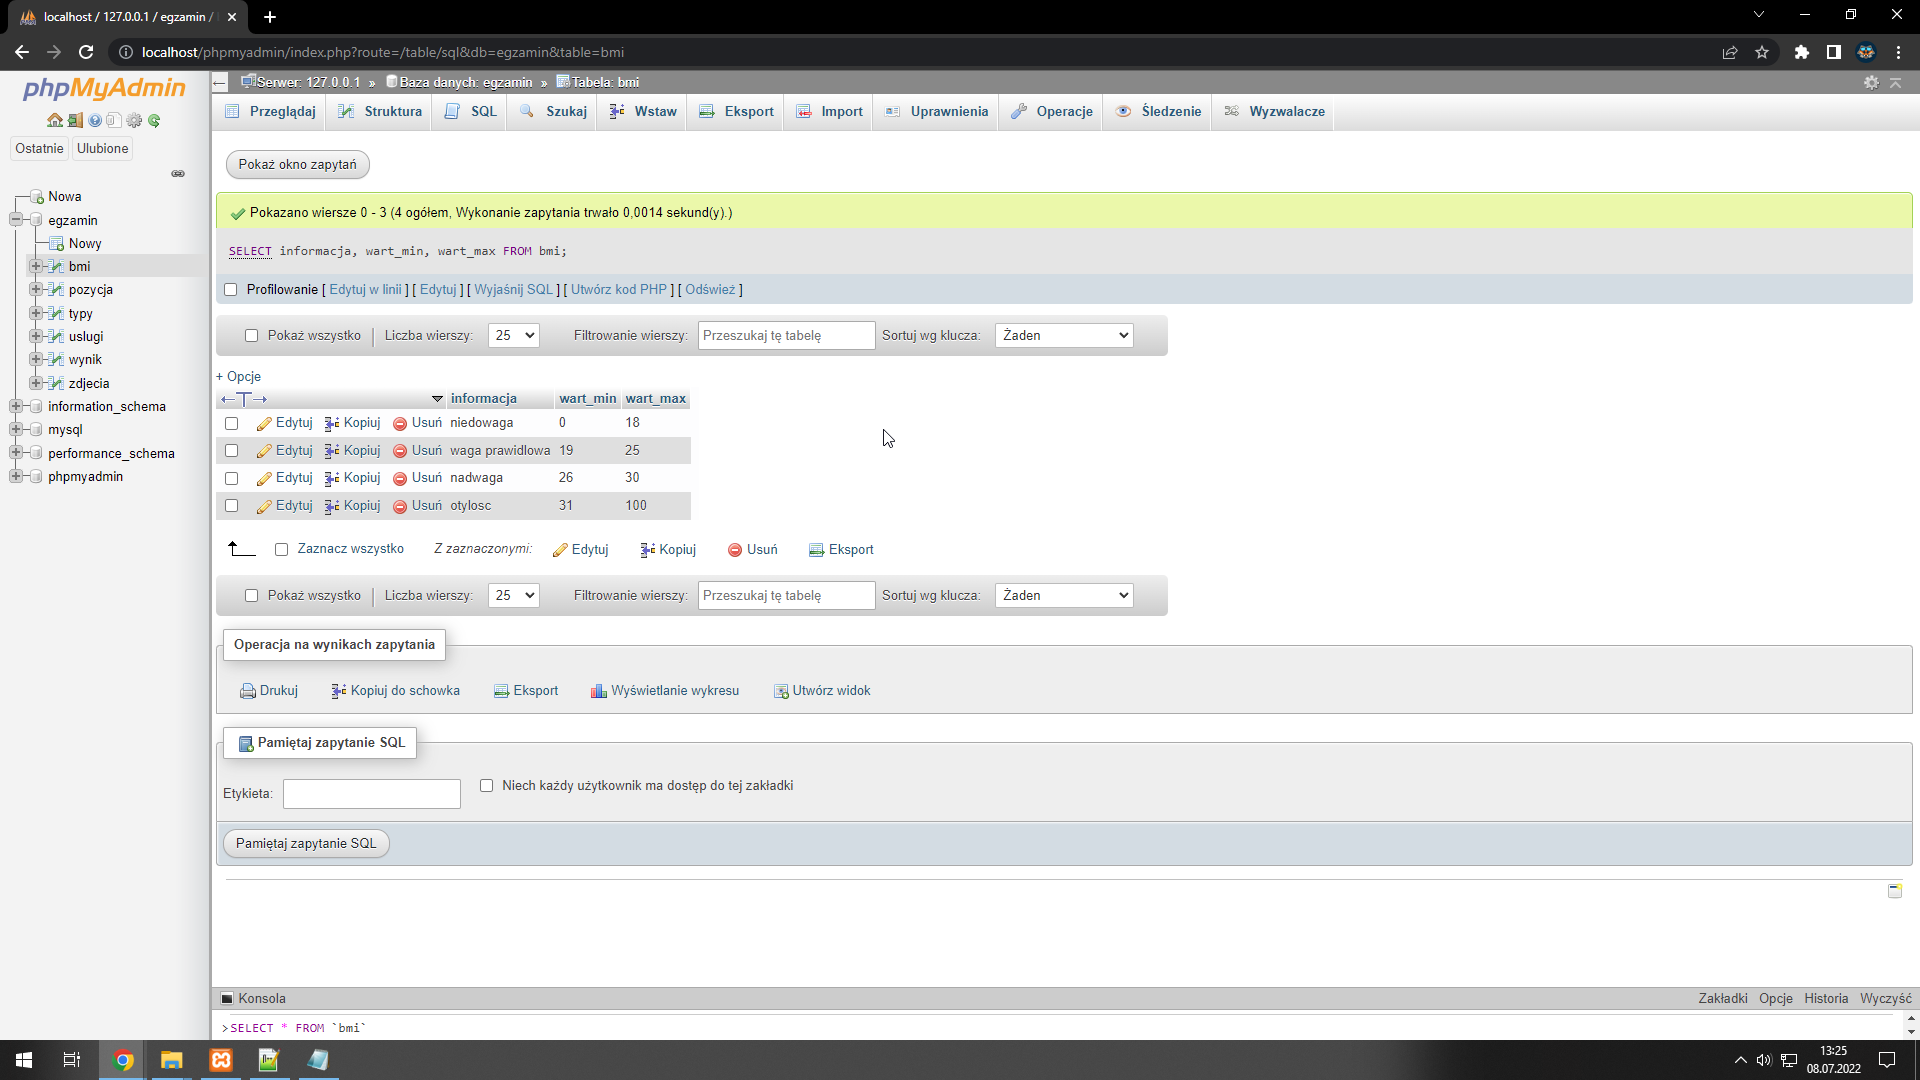 localhost / 127.0.0.1 / egzamin /
localhost/phpmyadmin/index.php?route=/table/sql&db=egzamin&table=bmi
phpMyAdmin
Serwer: 127.0.0.1 » Baza danych: egzamin » Tabela: bmi
Przeglądaj Struktura SQL Szukaj Wstaw Eksport Import Uprawnienia Operacje Śledzenie Wyzwalacze
Ostatnie Ulubione
Nowa
egzamin
Nowy
bmi
pozycja
typy
uslugi
wynik
zdjecia
information_schema
mysql
performance_schema
phpmyadmin
Pokaż okno zapytań
Pokazano wiersze 0 - 3 (4 ogółem, Wykonanie zapytania trwało 0,0014 sekund(y).)
SELECT informacja, wart_min, wart_max FROM bmi;
Profilowanie [ Edytuj w linii ] [ Edytuj ] [ Wyjaśnij SQL ] [ Utwórz kod PHP ] [ Odśwież ]
Pokaż wszystko Liczba wierszy: 25 Filtrowanie wierszy: Przeszukaj tę tabelę Sortuj wg klucza: Żaden
+ Opcje
←T→ informacja wart_min wart_max
Edytuj Kopiuj Usuń niedowaga 0 18
Edytuj Kopiuj Usuń waga prawidlowa 19 25
Edytuj Kopiuj Usuń nadwaga 26 30
Edytuj Kopiuj Usuń otylosc 31 100
Zaznacz wszystko Z zaznaczonymi: Edytuj Kopiuj Usuń Eksport
Pokaż wszystko Liczba wierszy: 25 Filtrowanie wierszy: Przeszukaj tę tabelę Sortuj wg klucza: Żaden
Operacja na wynikach zapytania
Drukuj Kopiuj do schowka Eksport Wyświetlanie wykresu Utwórz widok
Pamiętaj zapytanie SQL
Etykieta: Niech każdy użytkownik ma dostęp do tej zakładki
Pamiętaj zapytanie SQL
Konsola Zakładki Opcje Historia Wyczyść
>SELECT * FROM `bmi`
13:25
08.07.2022